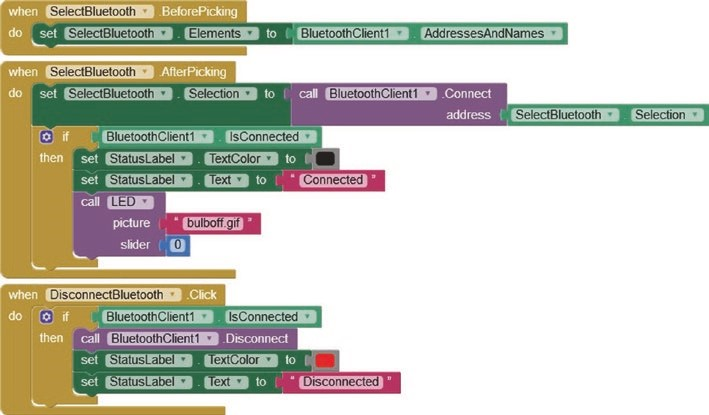 when SelectBluetooth .BeforePicking
do set SelectBluetooth . Elements to BluetoothClient1 . AddressesAndNames
when SelectBluetooth .AfterPicking
do set SelectBluetooth . Selection to call BluetoothClient1 .Connect
address SelectBluetooth . Selection
if BluetoothClient1 . IsConnected
then set StatusLabel . TextColor to
set StatusLabel . Text to “ Connected ”
call LED
picture “ bulboff.gif ”
slider 0
when DisconnectBluetooth .Click
do if BluetoothClient1 . IsConnected
then call BluetoothClient1 .Disconnect
set StatusLabel . TextColor to
set StatusLabel . Text to “ Disconnected ”